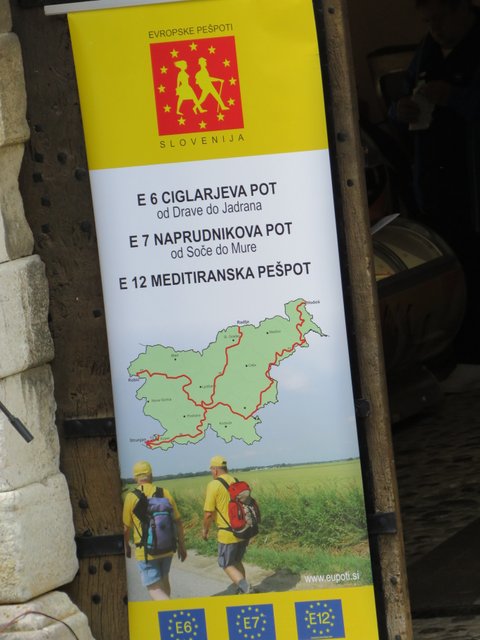 EVROPSKE PEŠPOTI
SLOVENIJA
E 6 CIGLARJEVA POT
od Drave do Jadrana
E 7 NAPRUDNIKOVA POT
od Soče do Mure
E 12 MEDITIRANSKA PEŠPOT
www.eupoti.si
E6 E7 E12